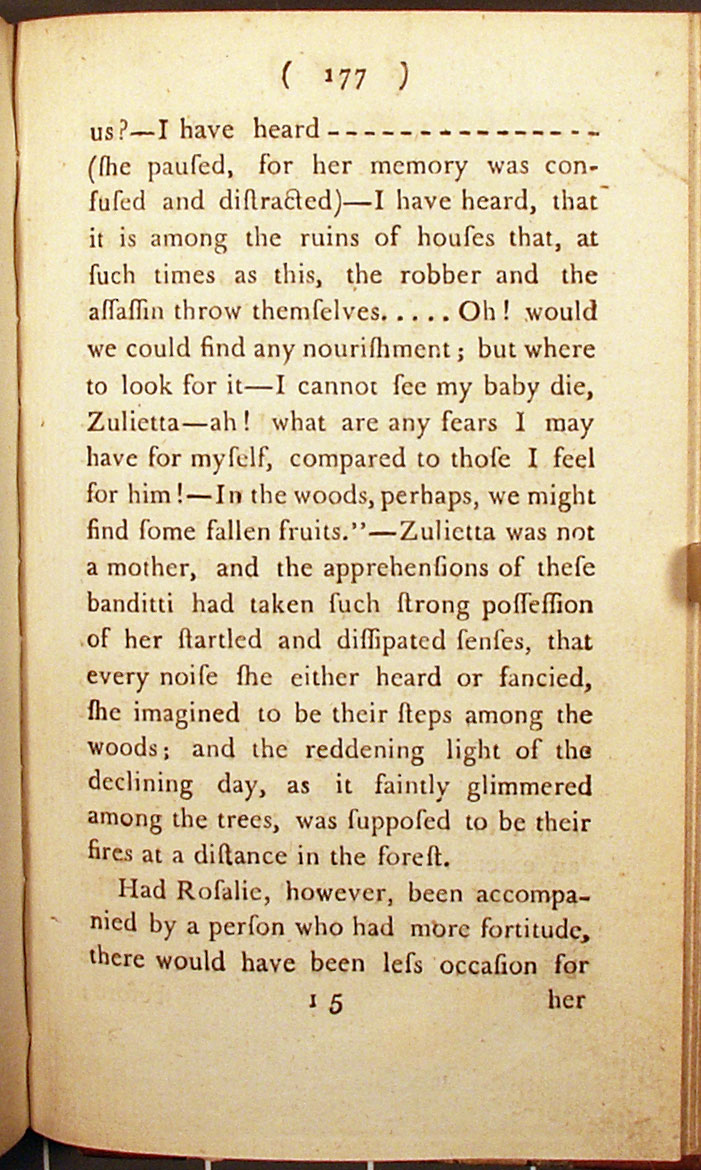 ( 177 )
us?—I have heard - - - - - - - - - - - - - - -
(ſhe pauſed, for her memory was con-
fuſed and diſtracted)—I have heard, that
it is among the ruins of houſes that, at
ſuch times as this, the robber and the
aſſaſſin throw themſelves. . . . . Oh! would
we could find any nouriſhment; but where
to look for it—I cannot ſee my baby die,
Zulietta—ah! what are any fears I may
have for myſelf, compared to thoſe I feel
for him!—In the woods, perhaps, we might
find ſome fallen fruits.”—Zulietta was not
a mother, and the apprehenſions of theſe
banditti had taken ſuch ſtrong poſſeſſion
of her ſtartled and diſſipated ſenſes, that
every noiſe ſhe either heard or fancied,
ſhe imagined to be their ſteps among the
woods; and the reddening light of the
declining day, as it faintly glimmered
among the trees, was ſuppoſed to be their
fires at a diſtance in the foreſt.
Had Roſalie, however, been accompa-
nied by a perſon who had more fortitude,
there would have been leſs occaſion for
I 5 her